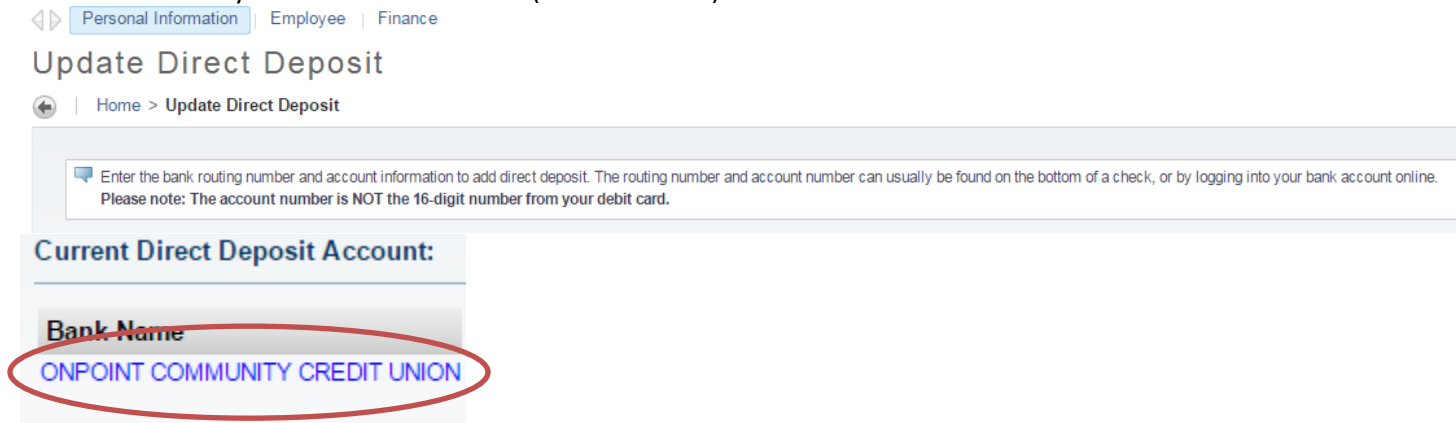 Personal Information | Employee | Finance
Update Direct Deposit
Home > Update Direct Deposit
Enter the bank routing number and account information to add direct deposit. The routing number and account number can usually be found on the bottom of a check, or by logging into your bank account online.
Please note: The account number is NOT the 16-digit number from your debit card.
Current Direct Deposit Account:
Bank Name
ONPOINT COMMUNITY CREDIT UNION